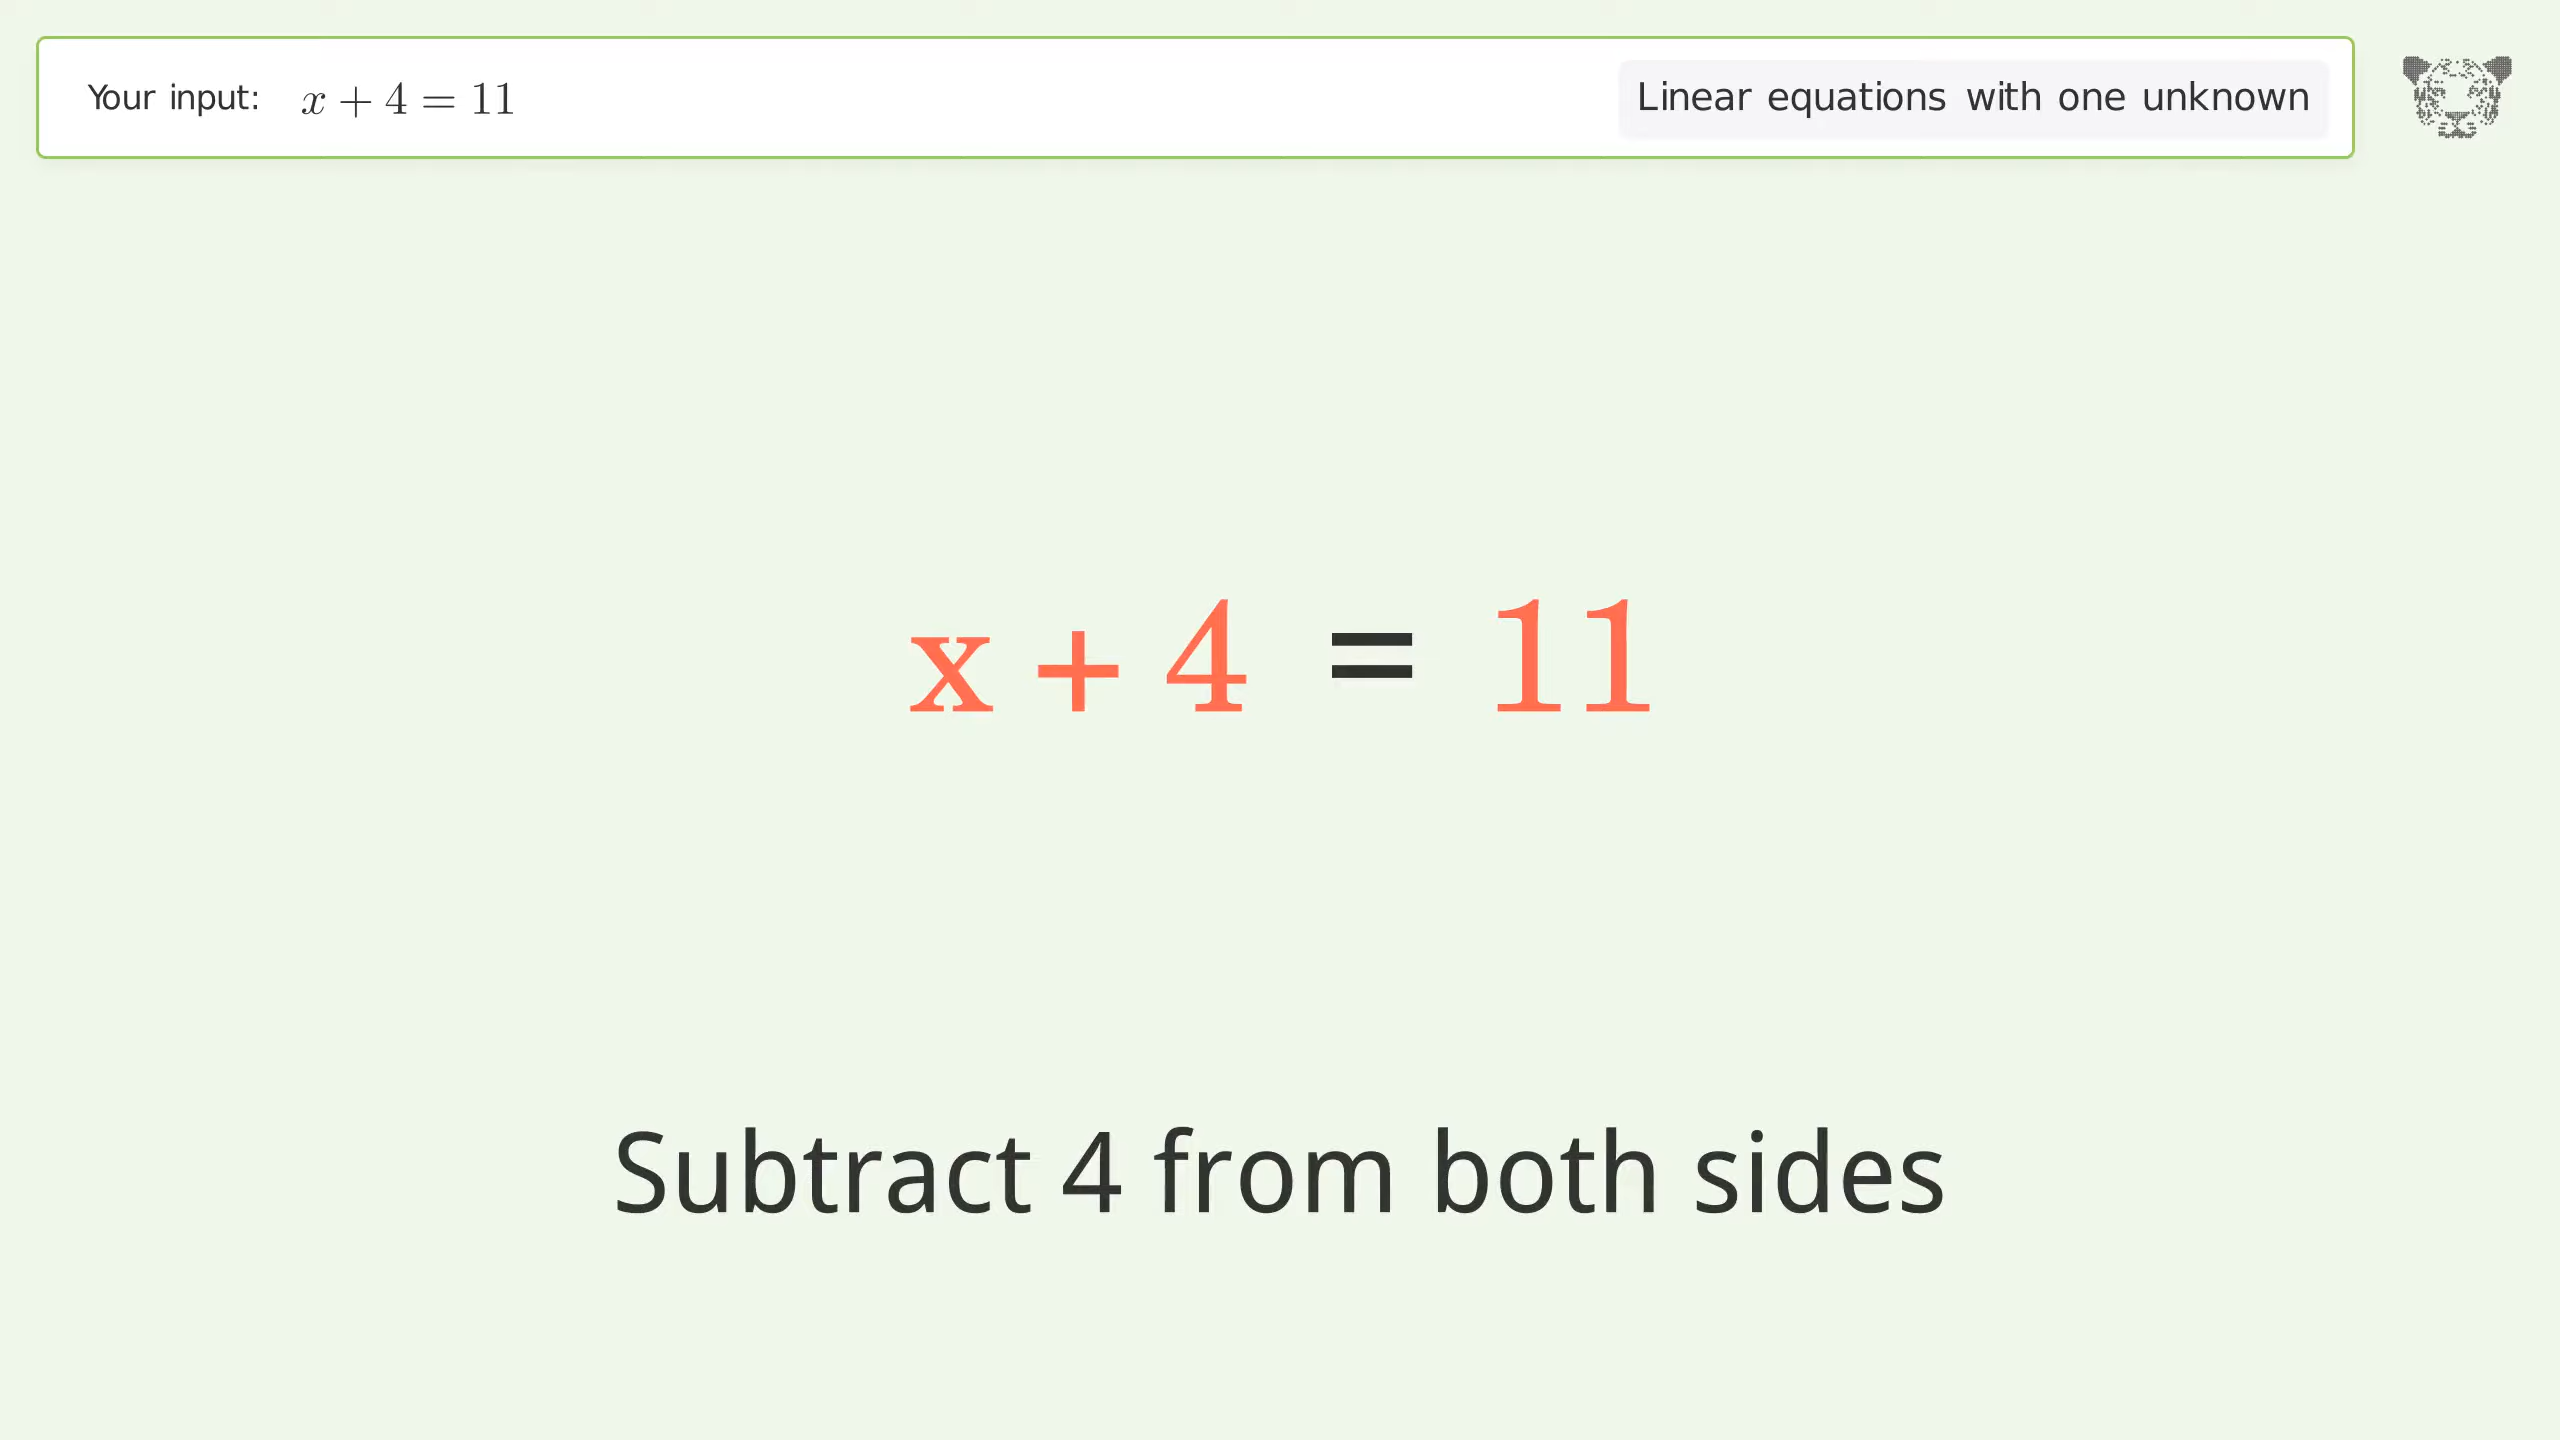 Your input: x + 4 = 11
Linear equations with one unknown
x + 4 = 11
Subtract 4 from both sides